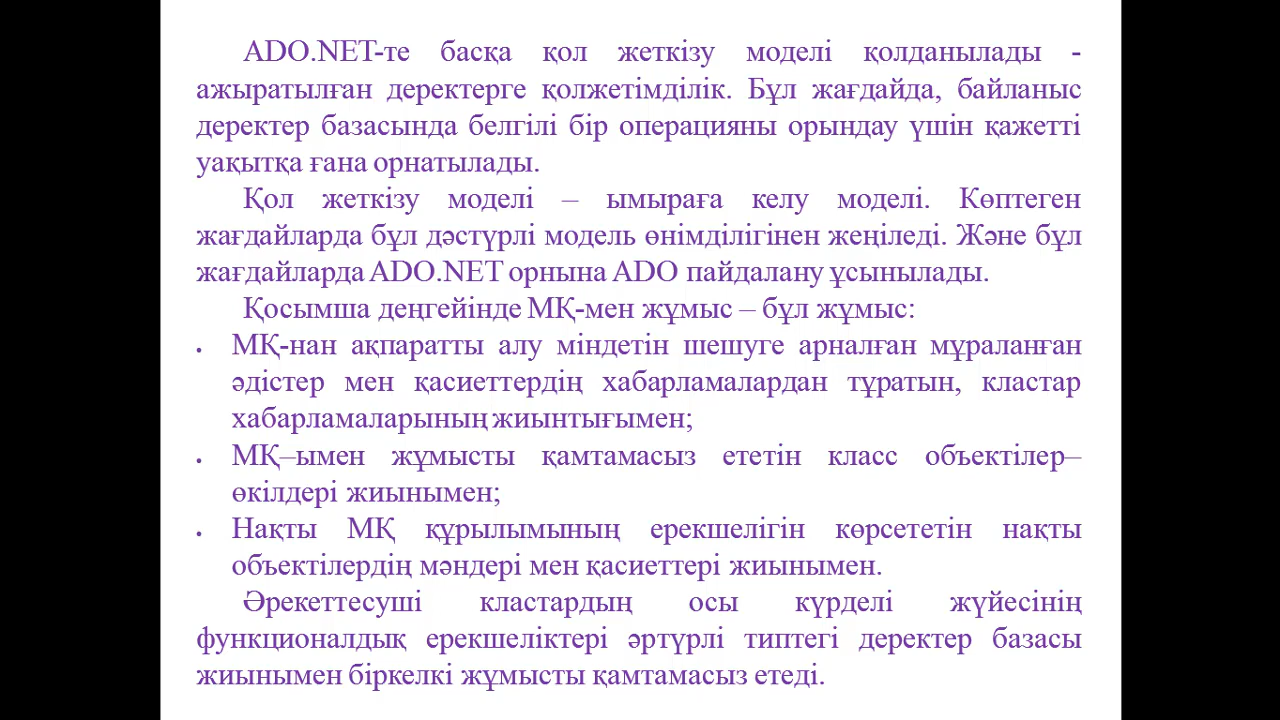 ADO.NET-те басқа қол жеткізу моделі қолданылады -
ажыратылған деректерге қолжетімділік. Бұл жағдайда, байланыс
деректер базасында белгілі бір операцияны орындау үшін қажетті
уақытқа ғана орнатылады.
Қол жеткізу моделі – ымыраға келу моделі. Көптеген
жағдайларда бұл дәстүрлі модель өнімділігінен жеңіледі. Және бұл
жағдайларда ADO.NET орнына ADO пайдалану ұсынылады.
Қосымша деңгейінде МҚ-мен жұмыс – бұл жұмыс:
• МҚ-нан ақпаратты алу міндетін шешуге арналған мұраланған
әдістер мен қасиеттердің хабарламалардан тұратын, кластар
хабарламаларының жиынтығымен;
• МҚ–ымен жұмысты қамтамасыз ететін класс объектілер–
өкілдері жиынымен;
• Нақты МҚ құрылымының ерекшелігін көрсететін нақты
объектілердің мәндері мен қасиеттері жиынымен.
Әрекеттесуші кластардың осы күрделі жүйесінің
функционалдық ерекшеліктері әртүрлі типтегі деректер базасы
жиынымен біркелкі жұмысты қамтамасыз етеді.